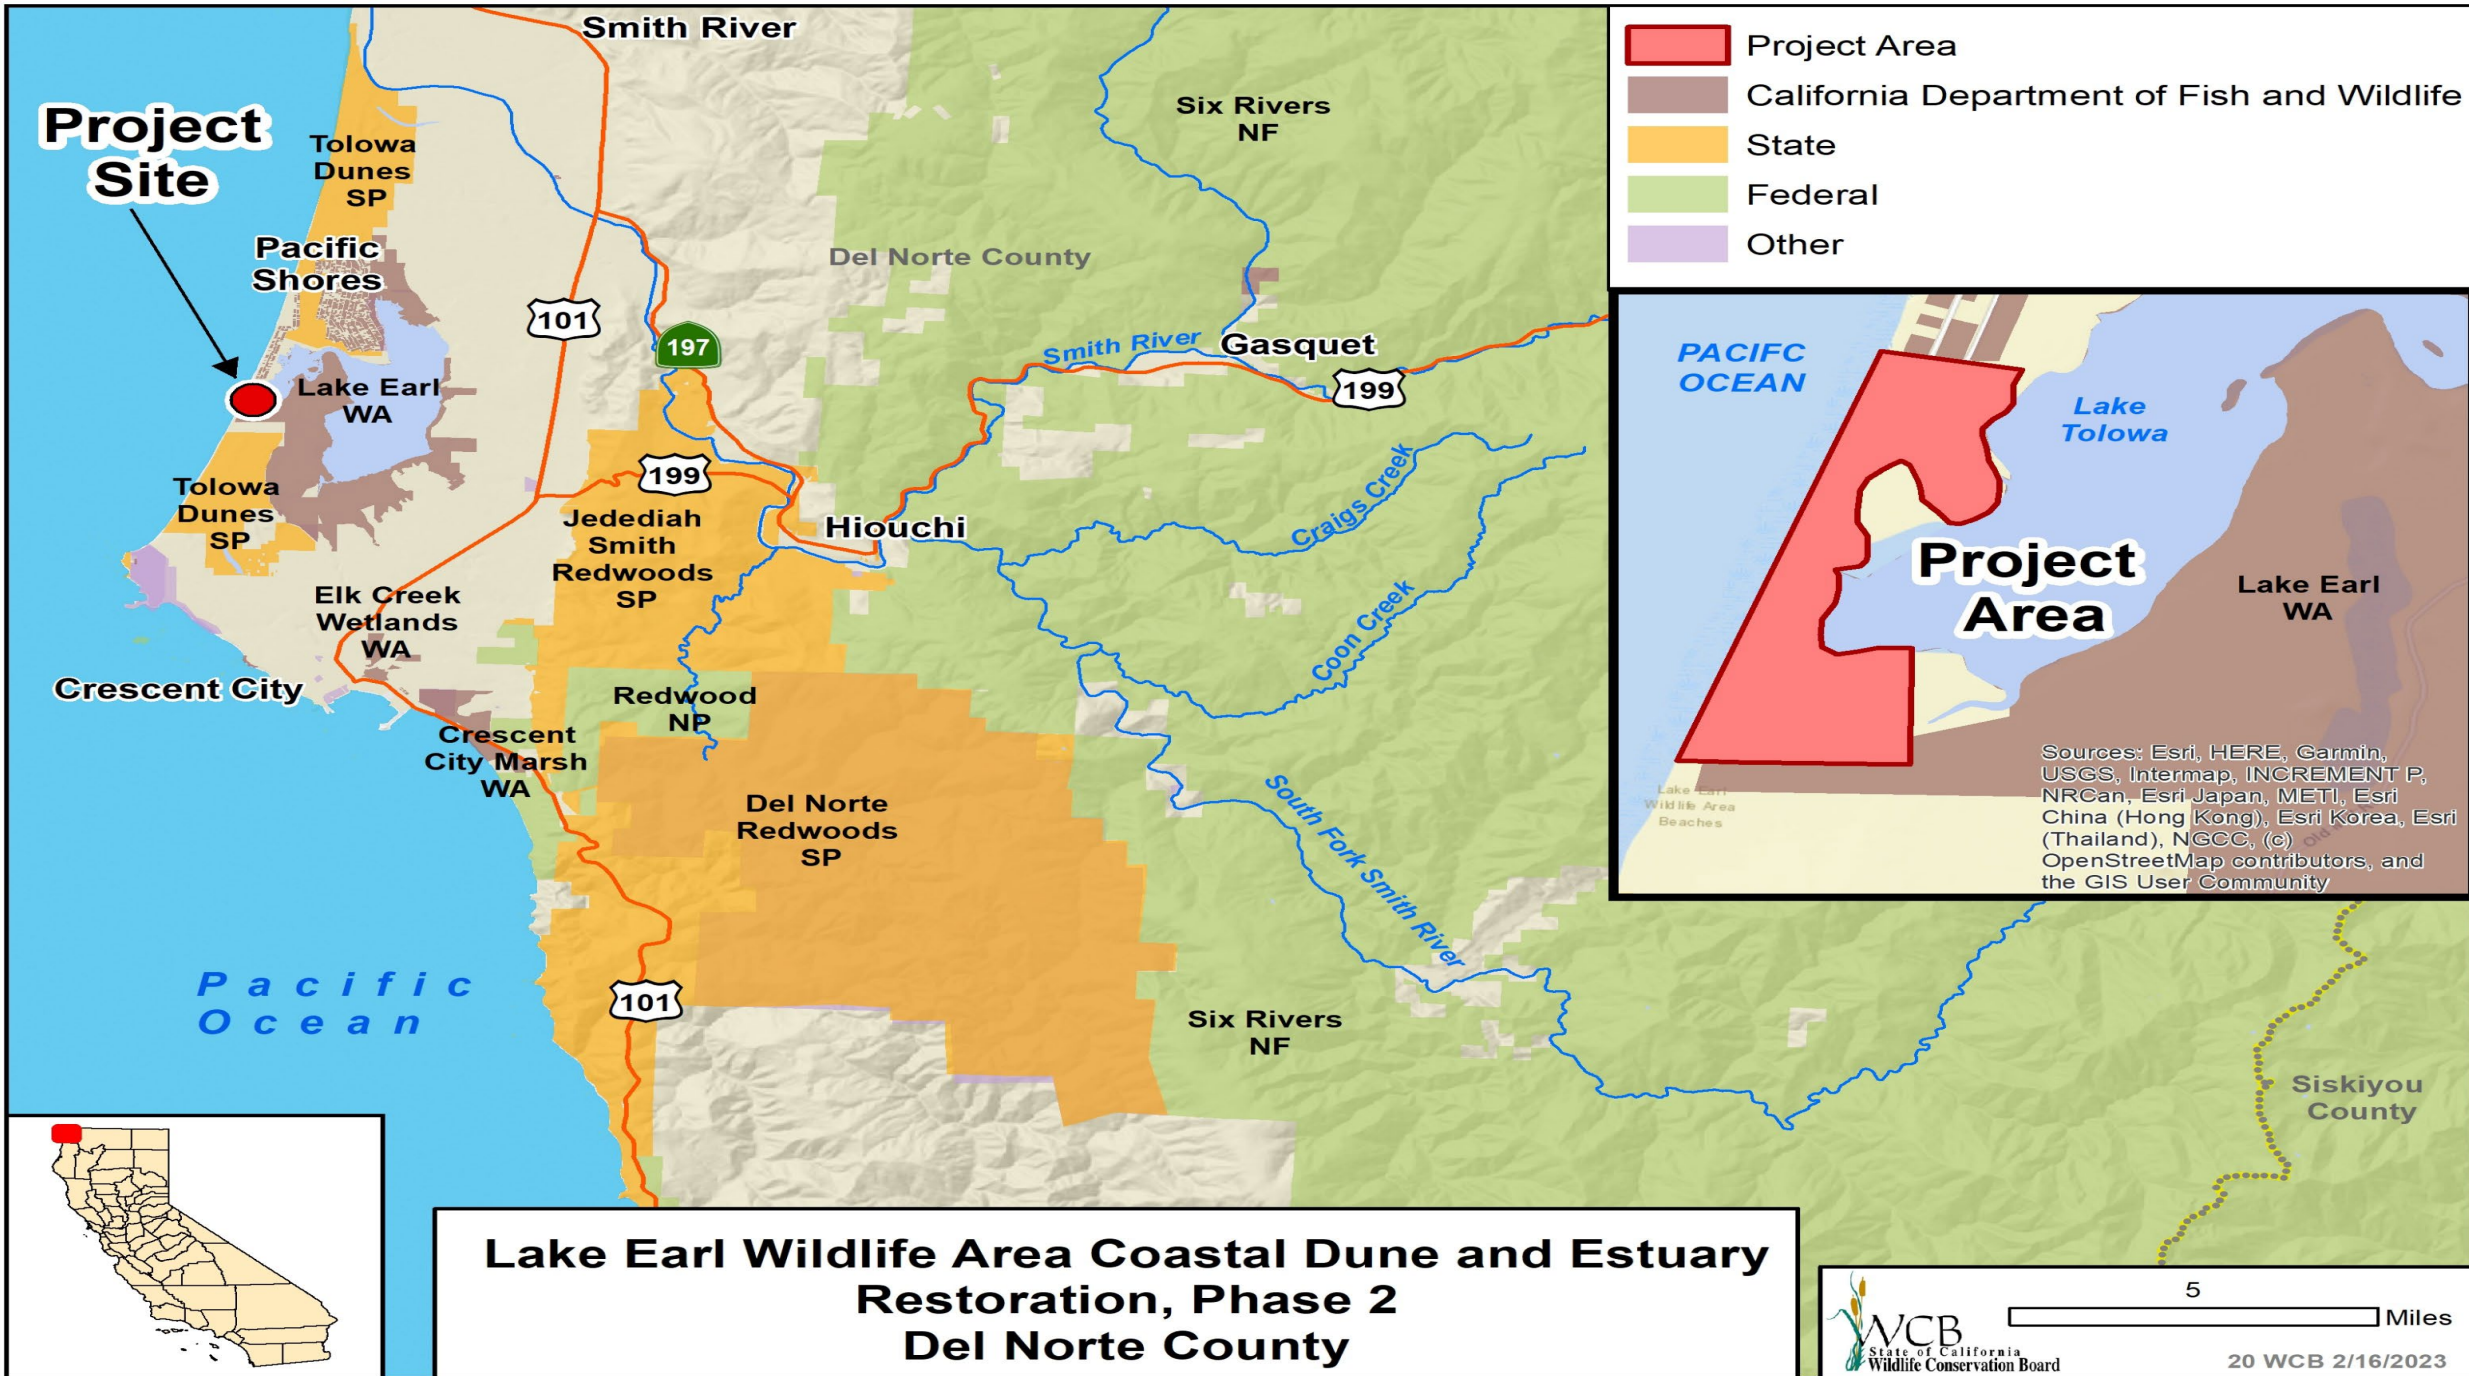 Smith River
Project
Site
Tolowa
Dunes
SP
Pacific
Shores
Lake Earl
WA
101
197
Six Rivers
NF
Del Norte County
Smith River
Gasquet
199
199
Tolowa
Dunes
SP
Jedediah
Smith
Redwoods
SP
Hiouchi
Craigs Creek
Coon Creek
Elk Creek
Wetlands
WA
Crescent City
Redwood
NP
Crescent
City Marsh
WA
Del Norte
Redwoods
SP
South Fork Smith River
Pacific
Ocean
101
Six Rivers
NF
Siskiyou
County
Project Area
California Department of Fish and Wildlife
State
Federal
Other
PACIFC
OCEAN
Lake
Tolowa
Project
Area
Lake Earl
WA
Lake Earl
Wildlife Area
Beaches
Sources: Esri, HERE, Garmin,
USGS, Intermap, INCREMENT P,
NRCan, Esri Japan, METI, Esri
China (Hong Kong), Esri Korea, Esri
(Thailand), NGCC, (c)
OpenStreetMap contributors, and
the GIS User Community
Lake Earl Wildlife Area Coastal Dune and Estuary
Restoration, Phase 2
Del Norte County
5
Miles
WCB
State of California
Wildlife Conservation Board
20 WCB 2/16/2023